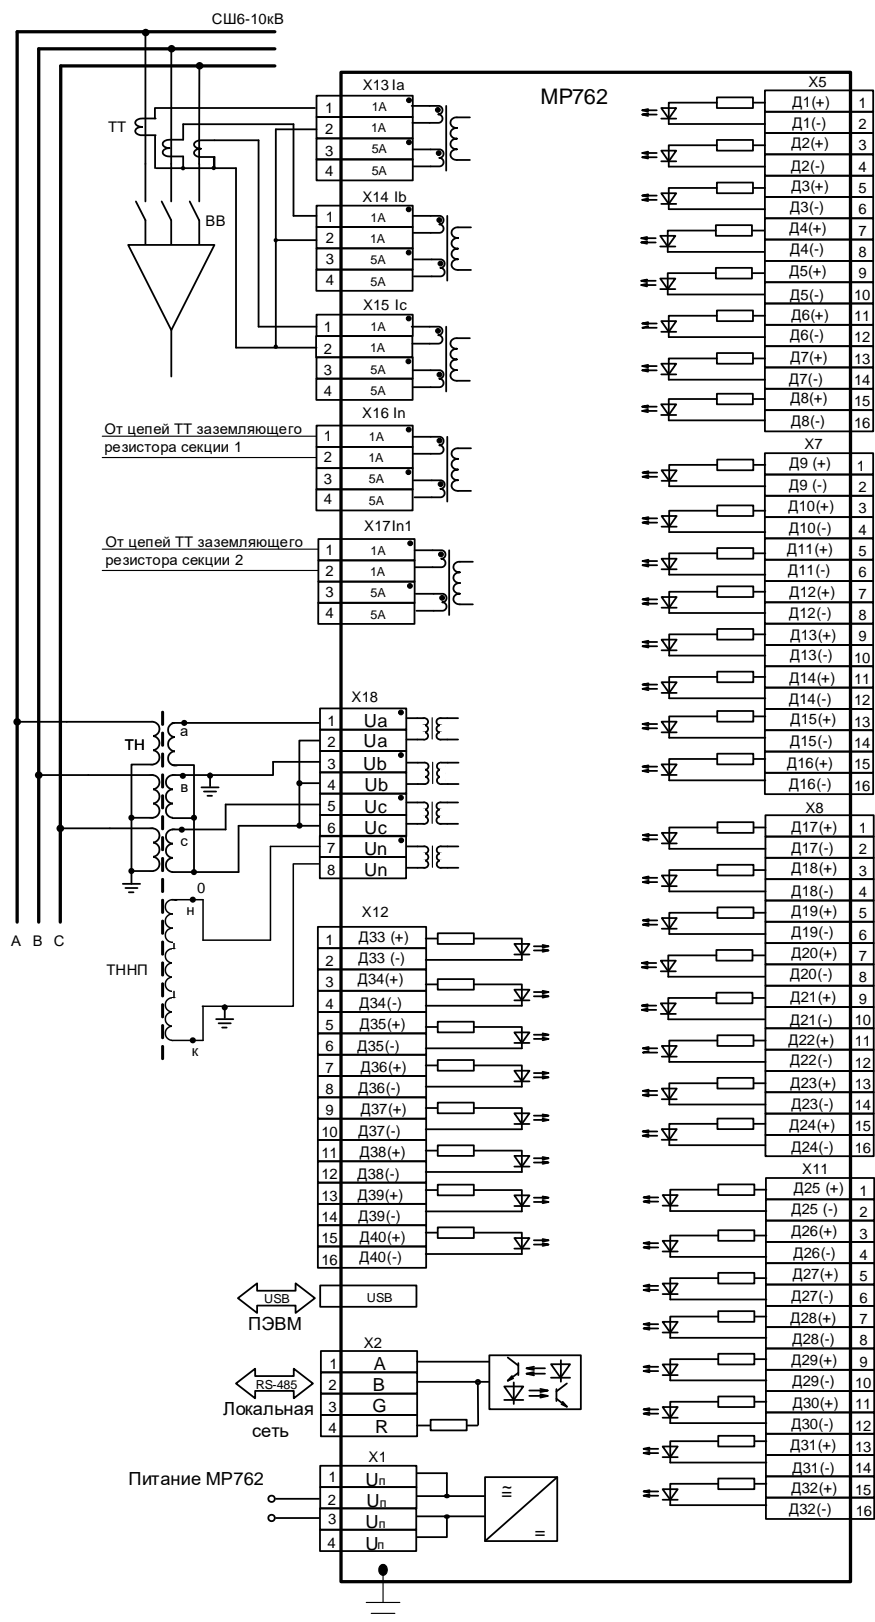 СШ6-10кВ
МР762
ТТ
ВВ
X13 Ia
1 1А
2 1А
3 5А
4 5А
X14 Ib
1 1А
2 1А
3 5А
4 5А
X15 Ic
1 1А
2 1А
3 5А
4 5А
От цепей ТТ заземляющего
резистора секции 1
X16 In
1 1А
2 1А
3 5А
4 5А
От цепей ТТ заземляющего
резистора секции 2
X17In1
1 1А
2 1А
3 5А
4 5А
ТН
а
в
с
X18
1 Ua
2 Ua
3 Ub
4 Ub
5 Uc
6 Uc
7 Un
8 Un
A B C
0
н
ТННП
к
X12
1 Д33 (+)
2 Д33 (-)
3 Д34(+)
4 Д34(-)
5 Д35(+)
6 Д35(-)
7 Д36(+)
8 Д36(-)
9 Д37(+)
10 Д37(-)
11 Д38(+)
12 Д38(-)
13 Д39(+)
14 Д39(-)
15 Д40(+)
16 Д40(-)
USB USB
ПЭВМ
X2
1 A
2 B
3 G
4 R
RS-485
Локальная
сеть
X1
1 Uп
2 Uп
3 Uп
4 Uп
Питание МР762
≅
=
X5
Д1(+) 1
Д1(-) 2
Д2(+) 3
Д2(-) 4
Д3(+) 5
Д3(-) 6
Д4(+) 7
Д4(-) 8
Д5(+) 9
Д5(-) 10
Д6(+) 11
Д6(-) 12
Д7(+) 13
Д7(-) 14
Д8(+) 15
Д8(-) 16
X7
Д9 (+) 1
Д9 (-) 2
Д10(+) 3
Д10(-) 4
Д11(+) 5
Д11(-) 6
Д12(+) 7
Д12(-) 8
Д13(+) 9
Д13(-) 10
Д14(+) 11
Д14(-) 12
Д15(+) 13
Д15(-) 14
Д16(+) 15
Д16(-) 16
X8
Д17(+) 1
Д17(-) 2
Д18(+) 3
Д18(-) 4
Д19(+) 5
Д19(-) 6
Д20(+) 7
Д20(-) 8
Д21(+) 9
Д21(-) 10
Д22(+) 11
Д22(-) 12
Д23(+) 13
Д23(-) 14
Д24(+) 15
Д24(-) 16
X11
Д25 (+) 1
Д25 (-) 2
Д26(+) 3
Д26(-) 4
Д27(+) 5
Д27(-) 6
Д28(+) 7
Д28(-) 8
Д29(+) 9
Д29(-) 10
Д30(+) 11
Д30(-) 12
Д31(+) 13
Д31(-) 14
Д32(+) 15
Д32(-) 16